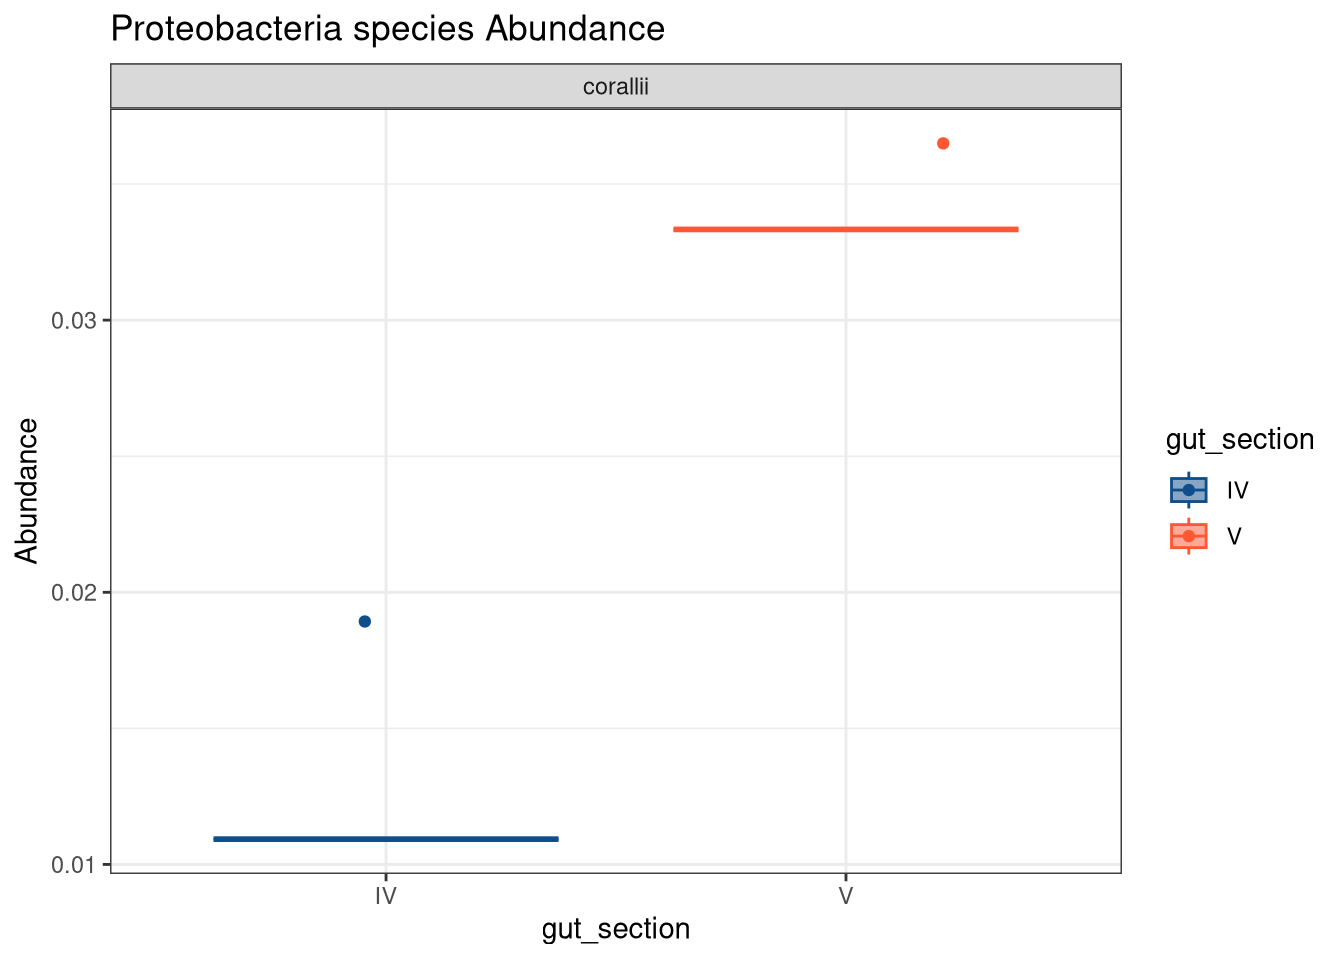 Proteobacteria species Abundance
corallii
0.03
0.02
0.01
Abundance
IV
V
gut_section
gut_section
IV
V